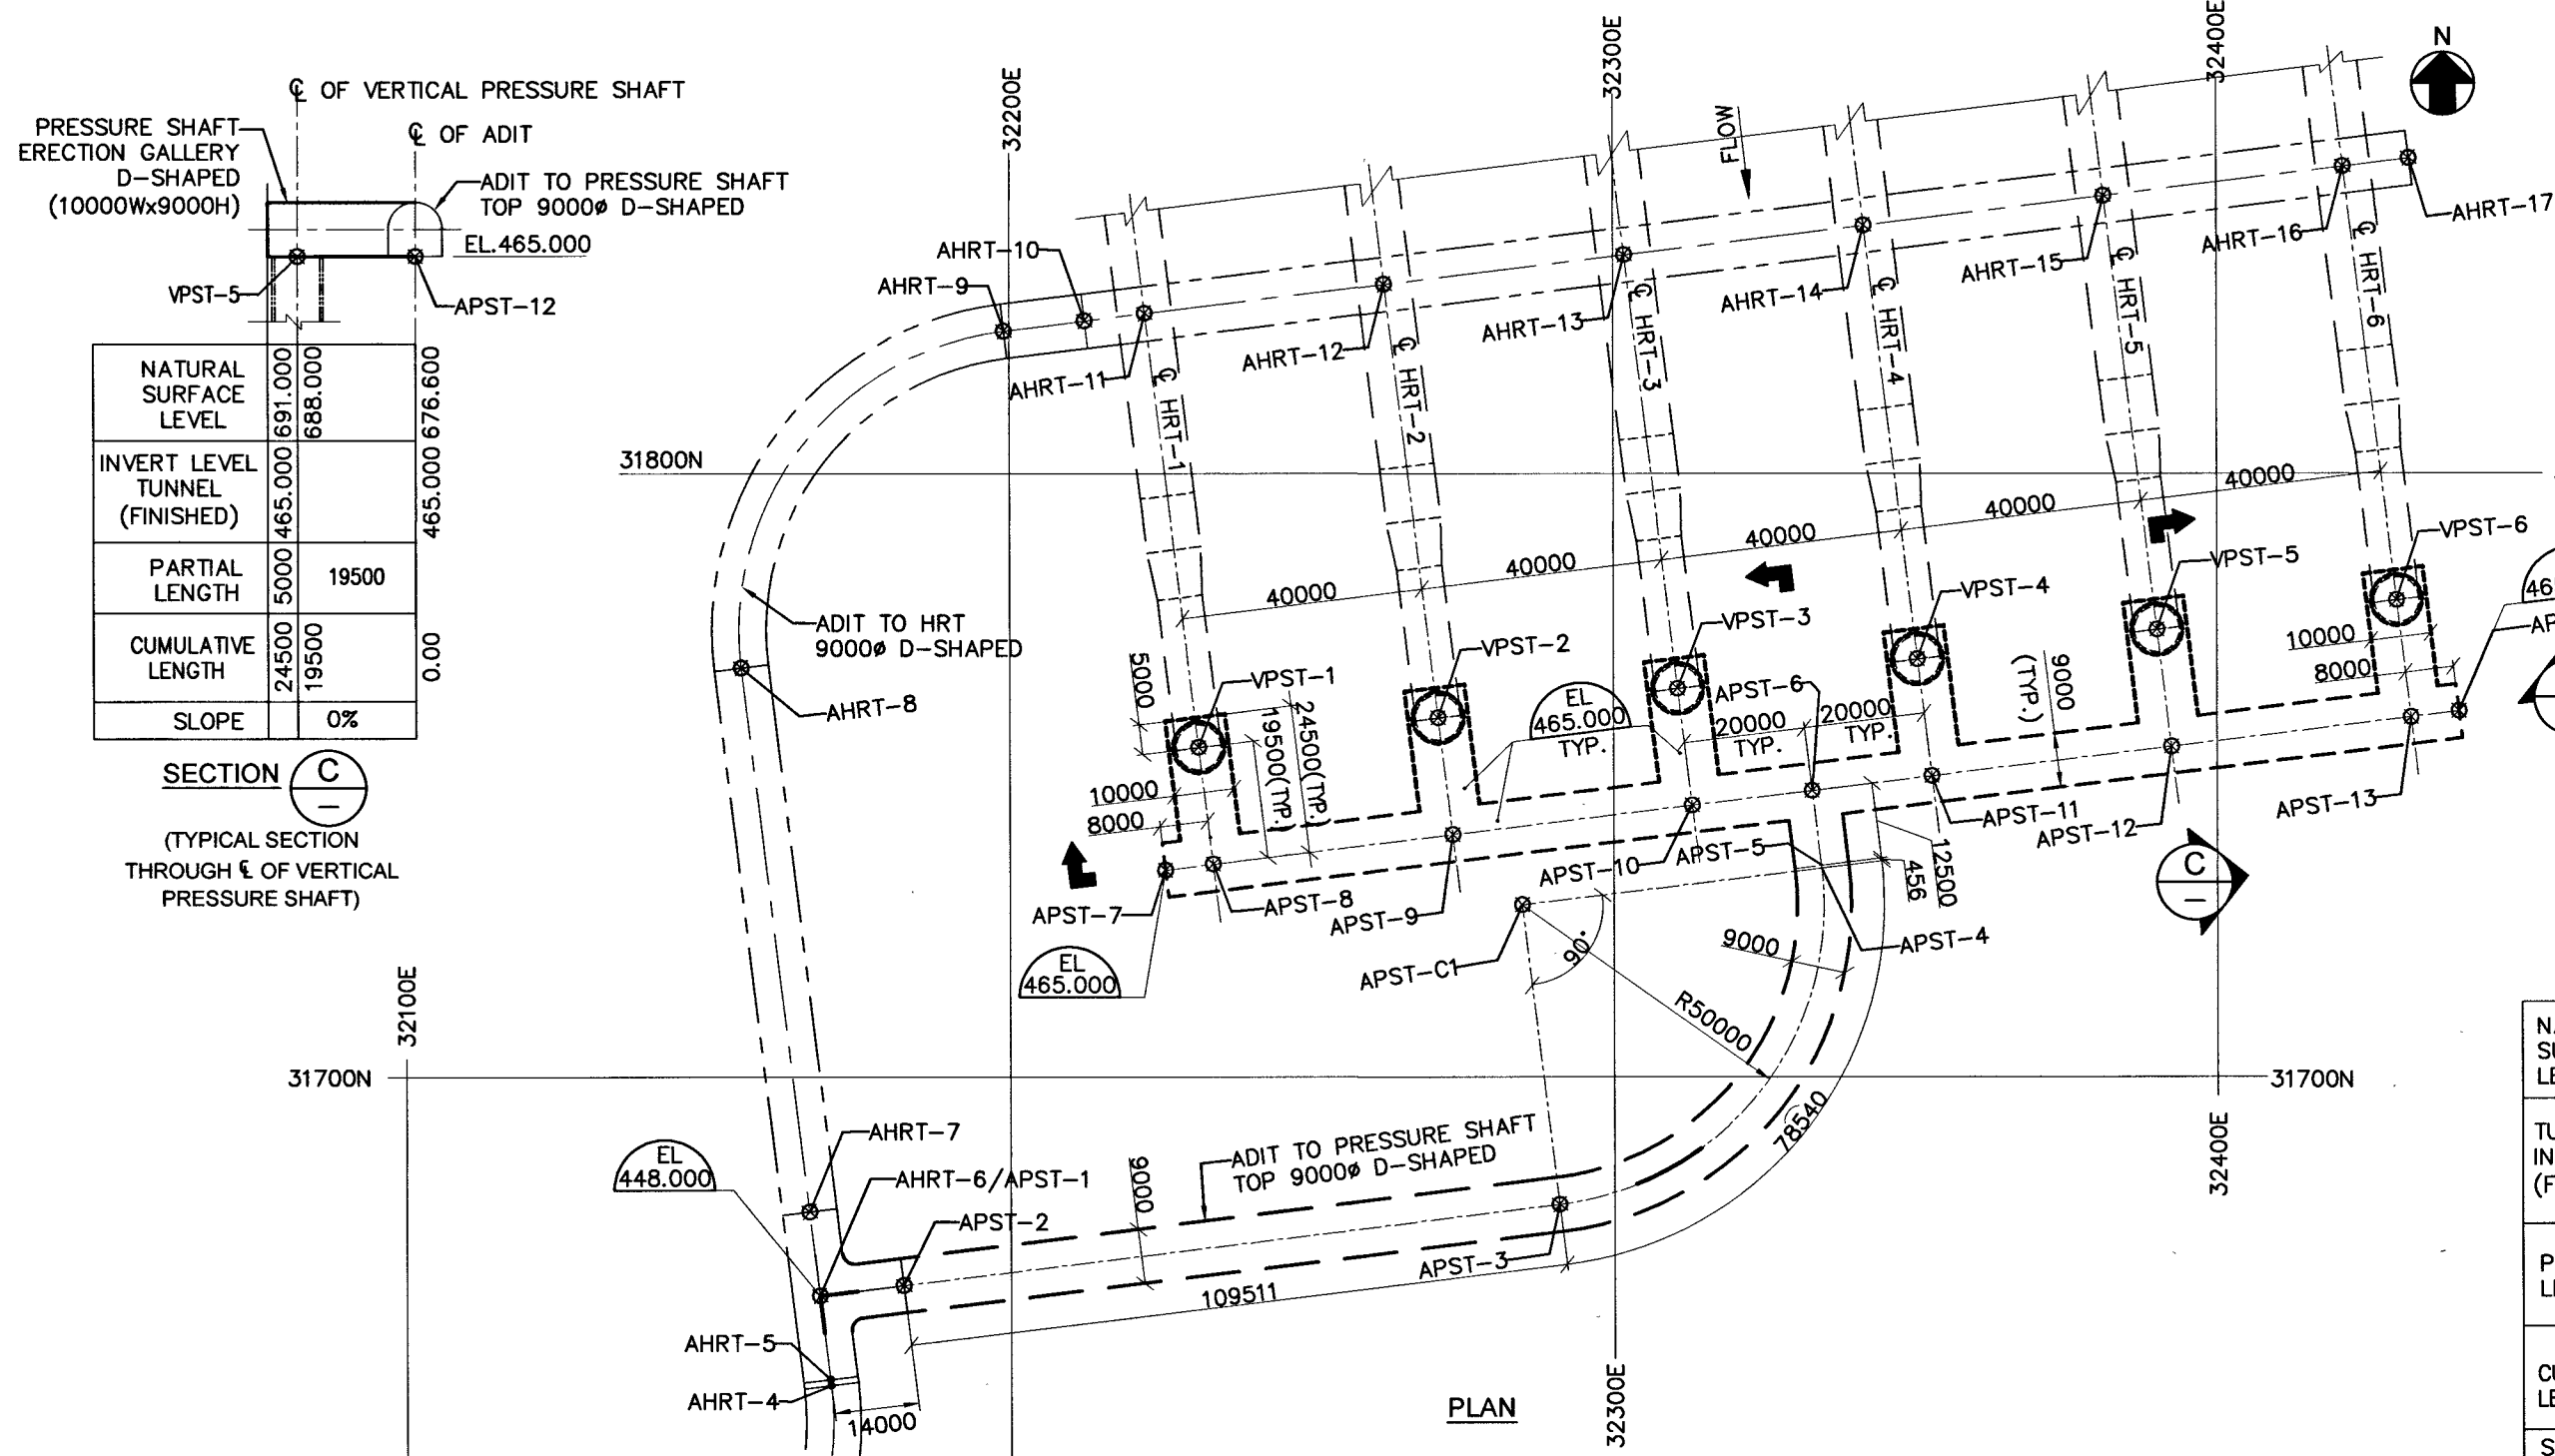 ℄ OF VERTICAL PRESSURE SHAFT
PRESSURE SHAFT
ERECTION GALLERY
D-SHAPED
(10000Wx9000H)
℄ OF ADIT
ADIT TO PRESSURE SHAFT
TOP 9000ø D-SHAPED
EL.465.000
VPST-5
APST-12
NATURAL
SURFACE
LEVEL
691.000
688.000
676.600
INVERT LEVEL
TUNNEL
(FINISHED)
465.000
465.000
PARTIAL
LENGTH
5000
19500
CUMULATIVE
LENGTH
24500
19500
0.00
SLOPE
0%
SECTION
C
–
(TYPICAL SECTION
THROUGH ℄ OF VERTICAL
PRESSURE SHAFT)
32200E
32300E
32400E
N
FLOW
AHRT-17
AHRT-16
AHRT-15
AHRT-14
AHRT-13
AHRT-12
AHRT-11
AHRT-10
AHRT-9
℄ HRT-1
℄ HRT-2
℄ HRT-3
℄ HRT-4
℄ HRT-5
℄ HRT-6
31800N
40000
40000
40000
40000
40000
ADIT TO HRT
9000ø D-SHAPED
AHRT-8
VPST-1
VPST-2
VPST-3
VPST-4
VPST-5
VPST-6
5000
19500(TYP.)
24500(TYP.)
10000
8000
EL
465.000
TYP.
APST-6
20000
TYP.
20000
TYP.
9000
(TYP.)
10000
8000
46
AP
APST-7
APST-8
APST-9
APST-10
APST-5
APST-11
APST-12
APST-13
12500
456
APST-4
C
–
EL
465.000
APST-C1
90°
9000
R50000
78540
32100E
31700N
31700N
AHRT-7
EL
448.000
AHRT-6/APST-1
APST-2
9000
ADIT TO PRESSURE SHAFT
TOP 9000ø D-SHAPED
APST-3
109511
AHRT-5
AHRT-4
14000
32300E
32400E
PLAN
N
SU
LE
TU
IN
(F
P
LE
CU
LE
S